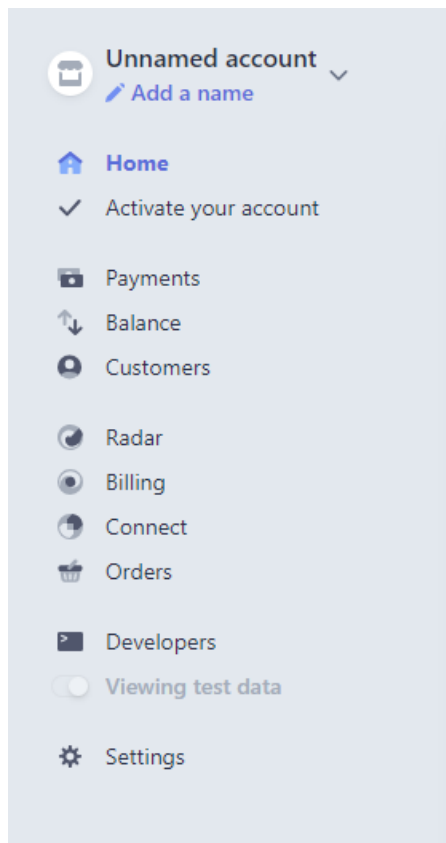 Unnamed account
Add a name
Home
Activate your account
Payments
Balance
Customers
Radar
Billing
Connect
Orders
Developers
Viewing test data
Settings